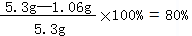 5.3g—1.06g
5.3g
×100% = 80%